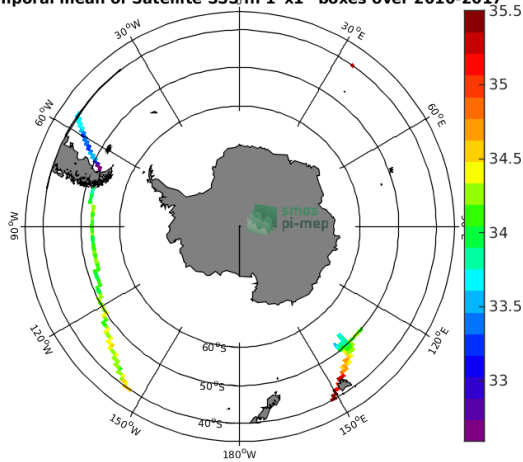 mporal mean of Satellite SSS/m 1°x1° boxes over 2016-2017
30°W
30°E
35.5
60°W
60°E
35
34.5
90°W
smos
pi-mep
34
33.5
120°W
60°S
120°E
33
50°S
150°W
40°S
150°E
180°W